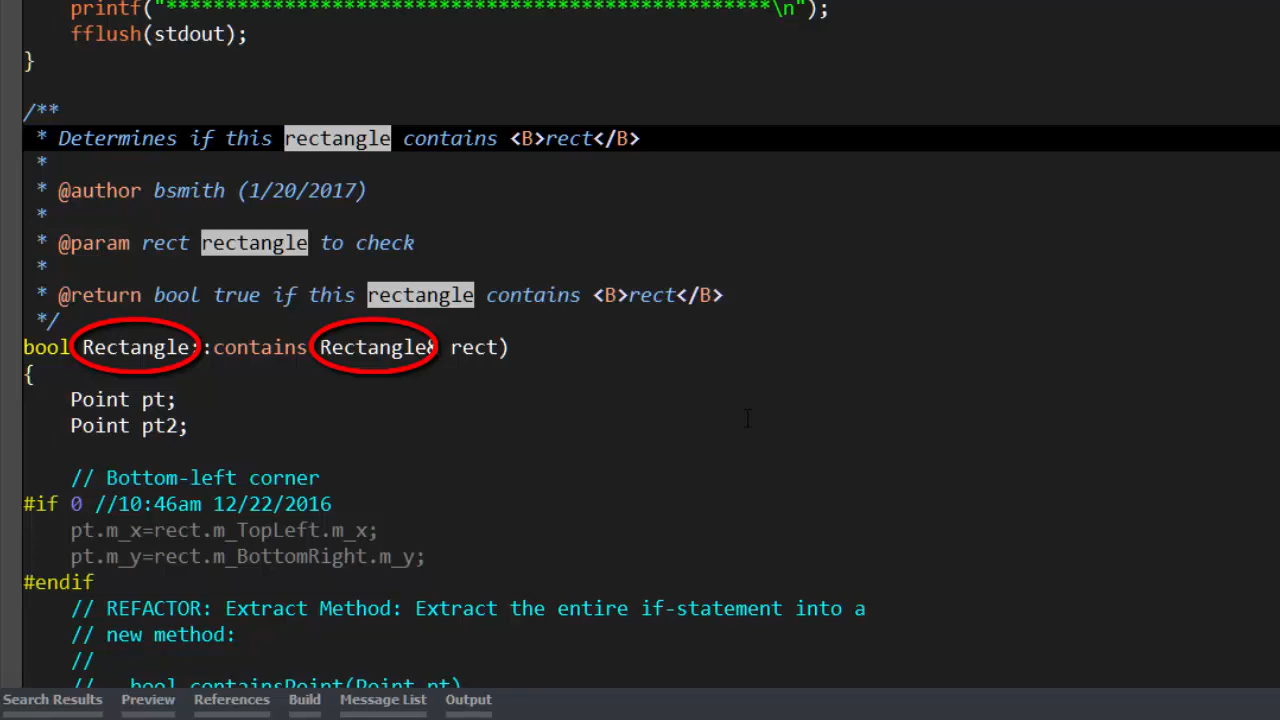 printf("***************************************************\n");
fflush(stdout);
}
/**
* Determines if this rectangle contains <B>rect</B>
*
* @author bsmith (1/20/2017)
*
* @param rect rectangle to check
*
* @return bool true if this rectangle contains <B>rect</B>
*/
bool Rectangle::contains Rectangle& rect)
{
Point pt;
Point pt2;
// Bottom-left corner
#if 0 //10:46am 12/22/2016
pt.m_x=rect.m_TopLeft.m_x;
pt.m_y=rect.m_BottomRight.m_y;
#endif
// REFACTOR: Extract Method: Extract the entire if-statement into a
// new method:
//
// bool containsPoint(Point pt)
Search Results Preview References Build Message List Output